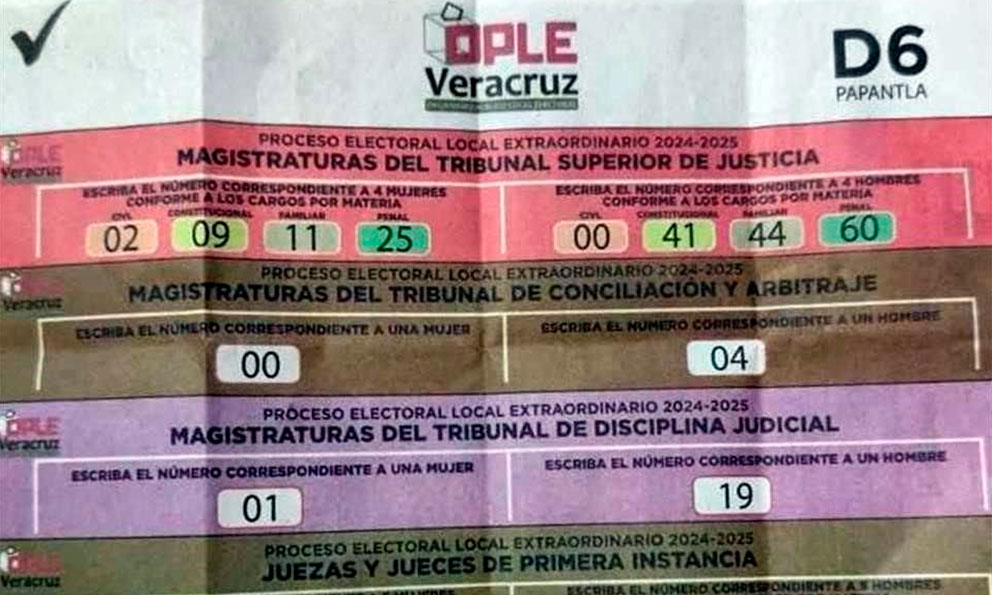 OPLE
Veracruz
D6
PAPANTLA
OPLE
Veracruz
PROCESO ELECTORAL LOCAL EXTRAORDINARIO 2024-2025
MAGISTRATURAS DEL TRIBUNAL SUPERIOR DE JUSTICIA
ESCRIBA EL NÚMERO CORRESPONDIENTE A 4 MUJERES
CONFORME A LOS CARGOS POR MATERIA
CIVIL CONSTITUCIONAL FAMILIAR PENAL
02 09 11 25
ESCRIBA EL NÚMERO CORRESPONDIENTE A 4 HOMBRES
CONFORME A LOS CARGOS POR MATERIA
CIVIL CONSTITUCIONAL FAMILIAR PENAL
00 41 44 60
Veracruz
PROCESO ELECTORAL LOCAL EXTRAORDINARIO 2024-2025
MAGISTRATURAS DEL TRIBUNAL DE CONCILIACIÓN Y ARBITRAJE
ESCRIBA EL NÚMERO CORRESPONDIENTE A UNA MUJER
00
ESCRIBA EL NÚMERO CORRESPONDIENTE A UN HOMBRE
04
OPLE
Veracruz
PROCESO ELECTORAL LOCAL EXTRAORDINARIO 2024-2025
MAGISTRATURAS DEL TRIBUNAL DE DISCIPLINA JUDICIAL
ESCRIBA EL NÚMERO CORRESPONDIENTE A UNA MUJER
01
ESCRIBA EL NÚMERO CORRESPONDIENTE A UN HOMBRE
19
OPLE
Veracruz
PROCESO ELECTORAL LOCAL EXTRAORDINARIO 2024-2025
JUEZAS Y JUECES DE PRIMERA INSTANCIA
ESCRIBA EL NÚMERO CORRESPONDIENTE A HOMBRES